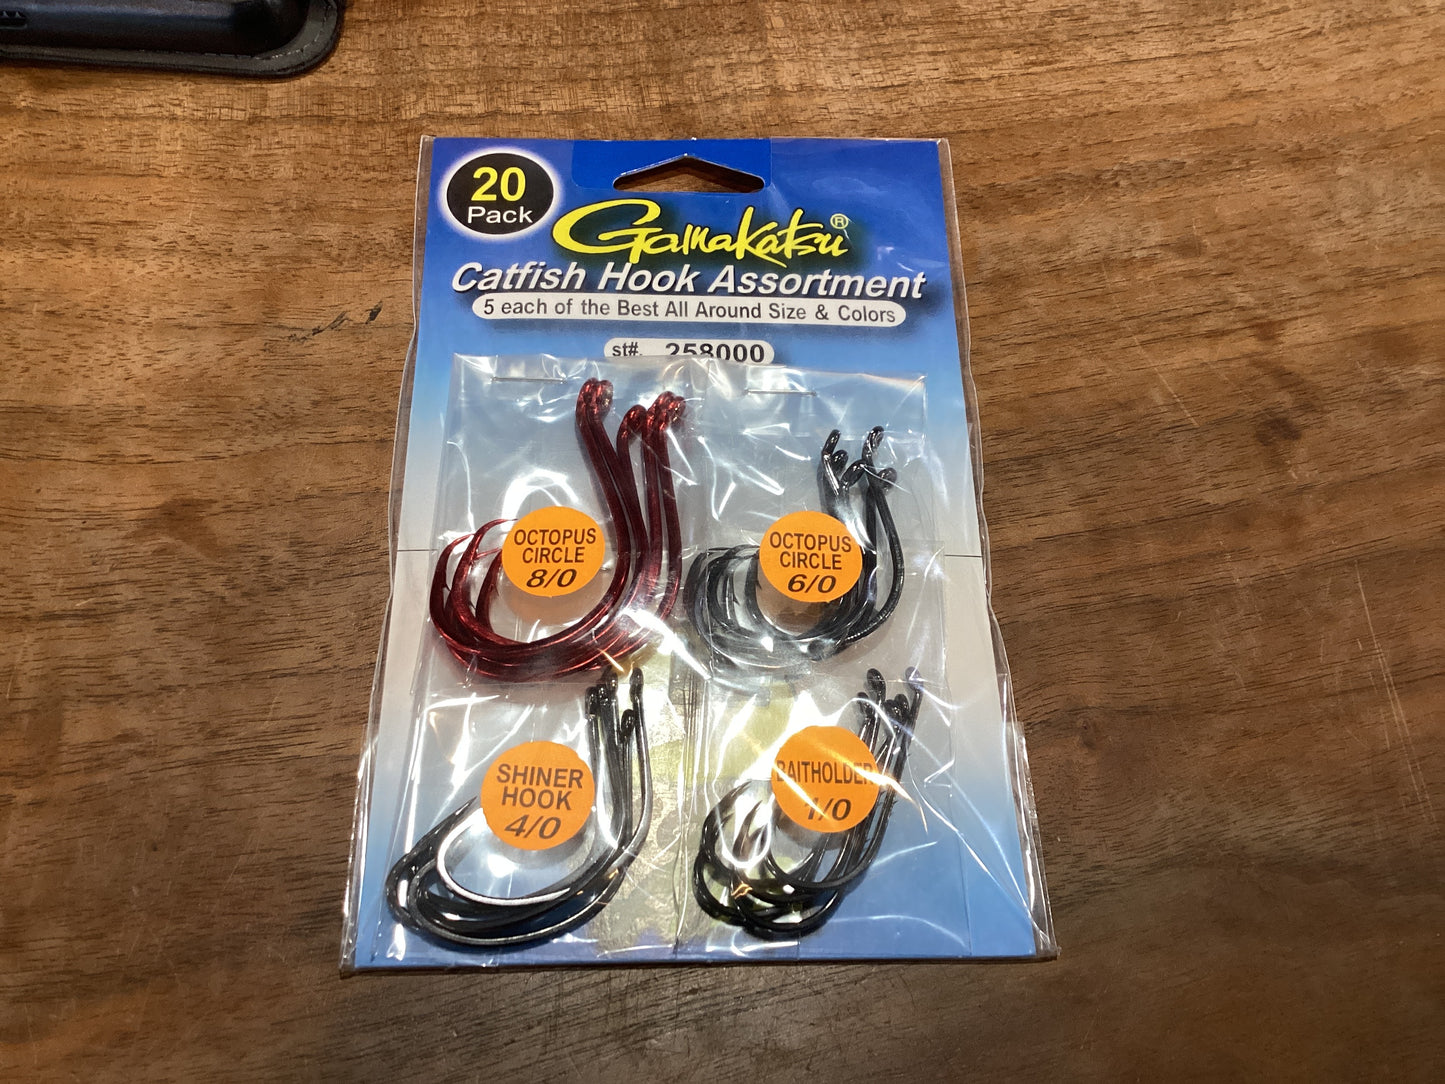 20
Pack
Gamakatsu®
Catfish Hook Assortment
5 each of the Best All Around Size & Colors
st#. 258000
OCTOPUS
CIRCLE
8/0
OCTOPUS
CIRCLE
6/0
SHINER
HOOK
4/0
BAITHOLDER
1/0